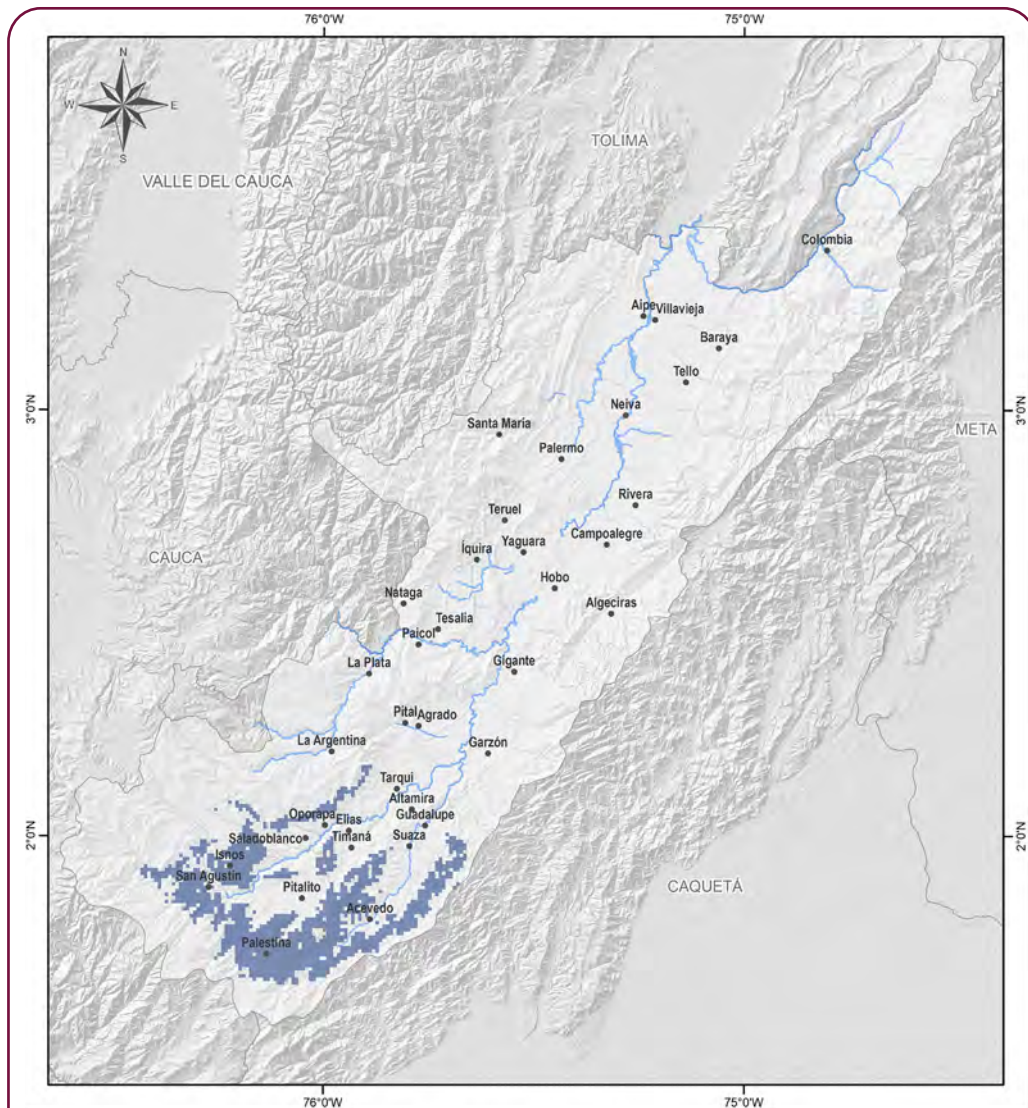 76°0'W
75°0'W
N
W
E
S
TOLIMA
VALLE DEL CAUCA
Colombia
Aipe
Villavieja
Baraya
Tello
3°0'N
3°0'N
Neiva
Santa María
META
Palermo
Rivera
Teruel
Campoalegre
Yaguara
Íquira
CAUCA
Hobo
Nataga
Algeciras
Tesalia
Paicol
La Plata
Gigante
Pital
Agrado
La Argentina
Garzón
Tarqui
Altamira
Oporapa
Elias
Guadalupe
2°0'N
2°0'N
Saladoblanco
Timaná
Suaza
Isnos
San Agustín
CAQUETÁ
Pitalito
Acevedo
Palestina
76°0'W
75°0'W